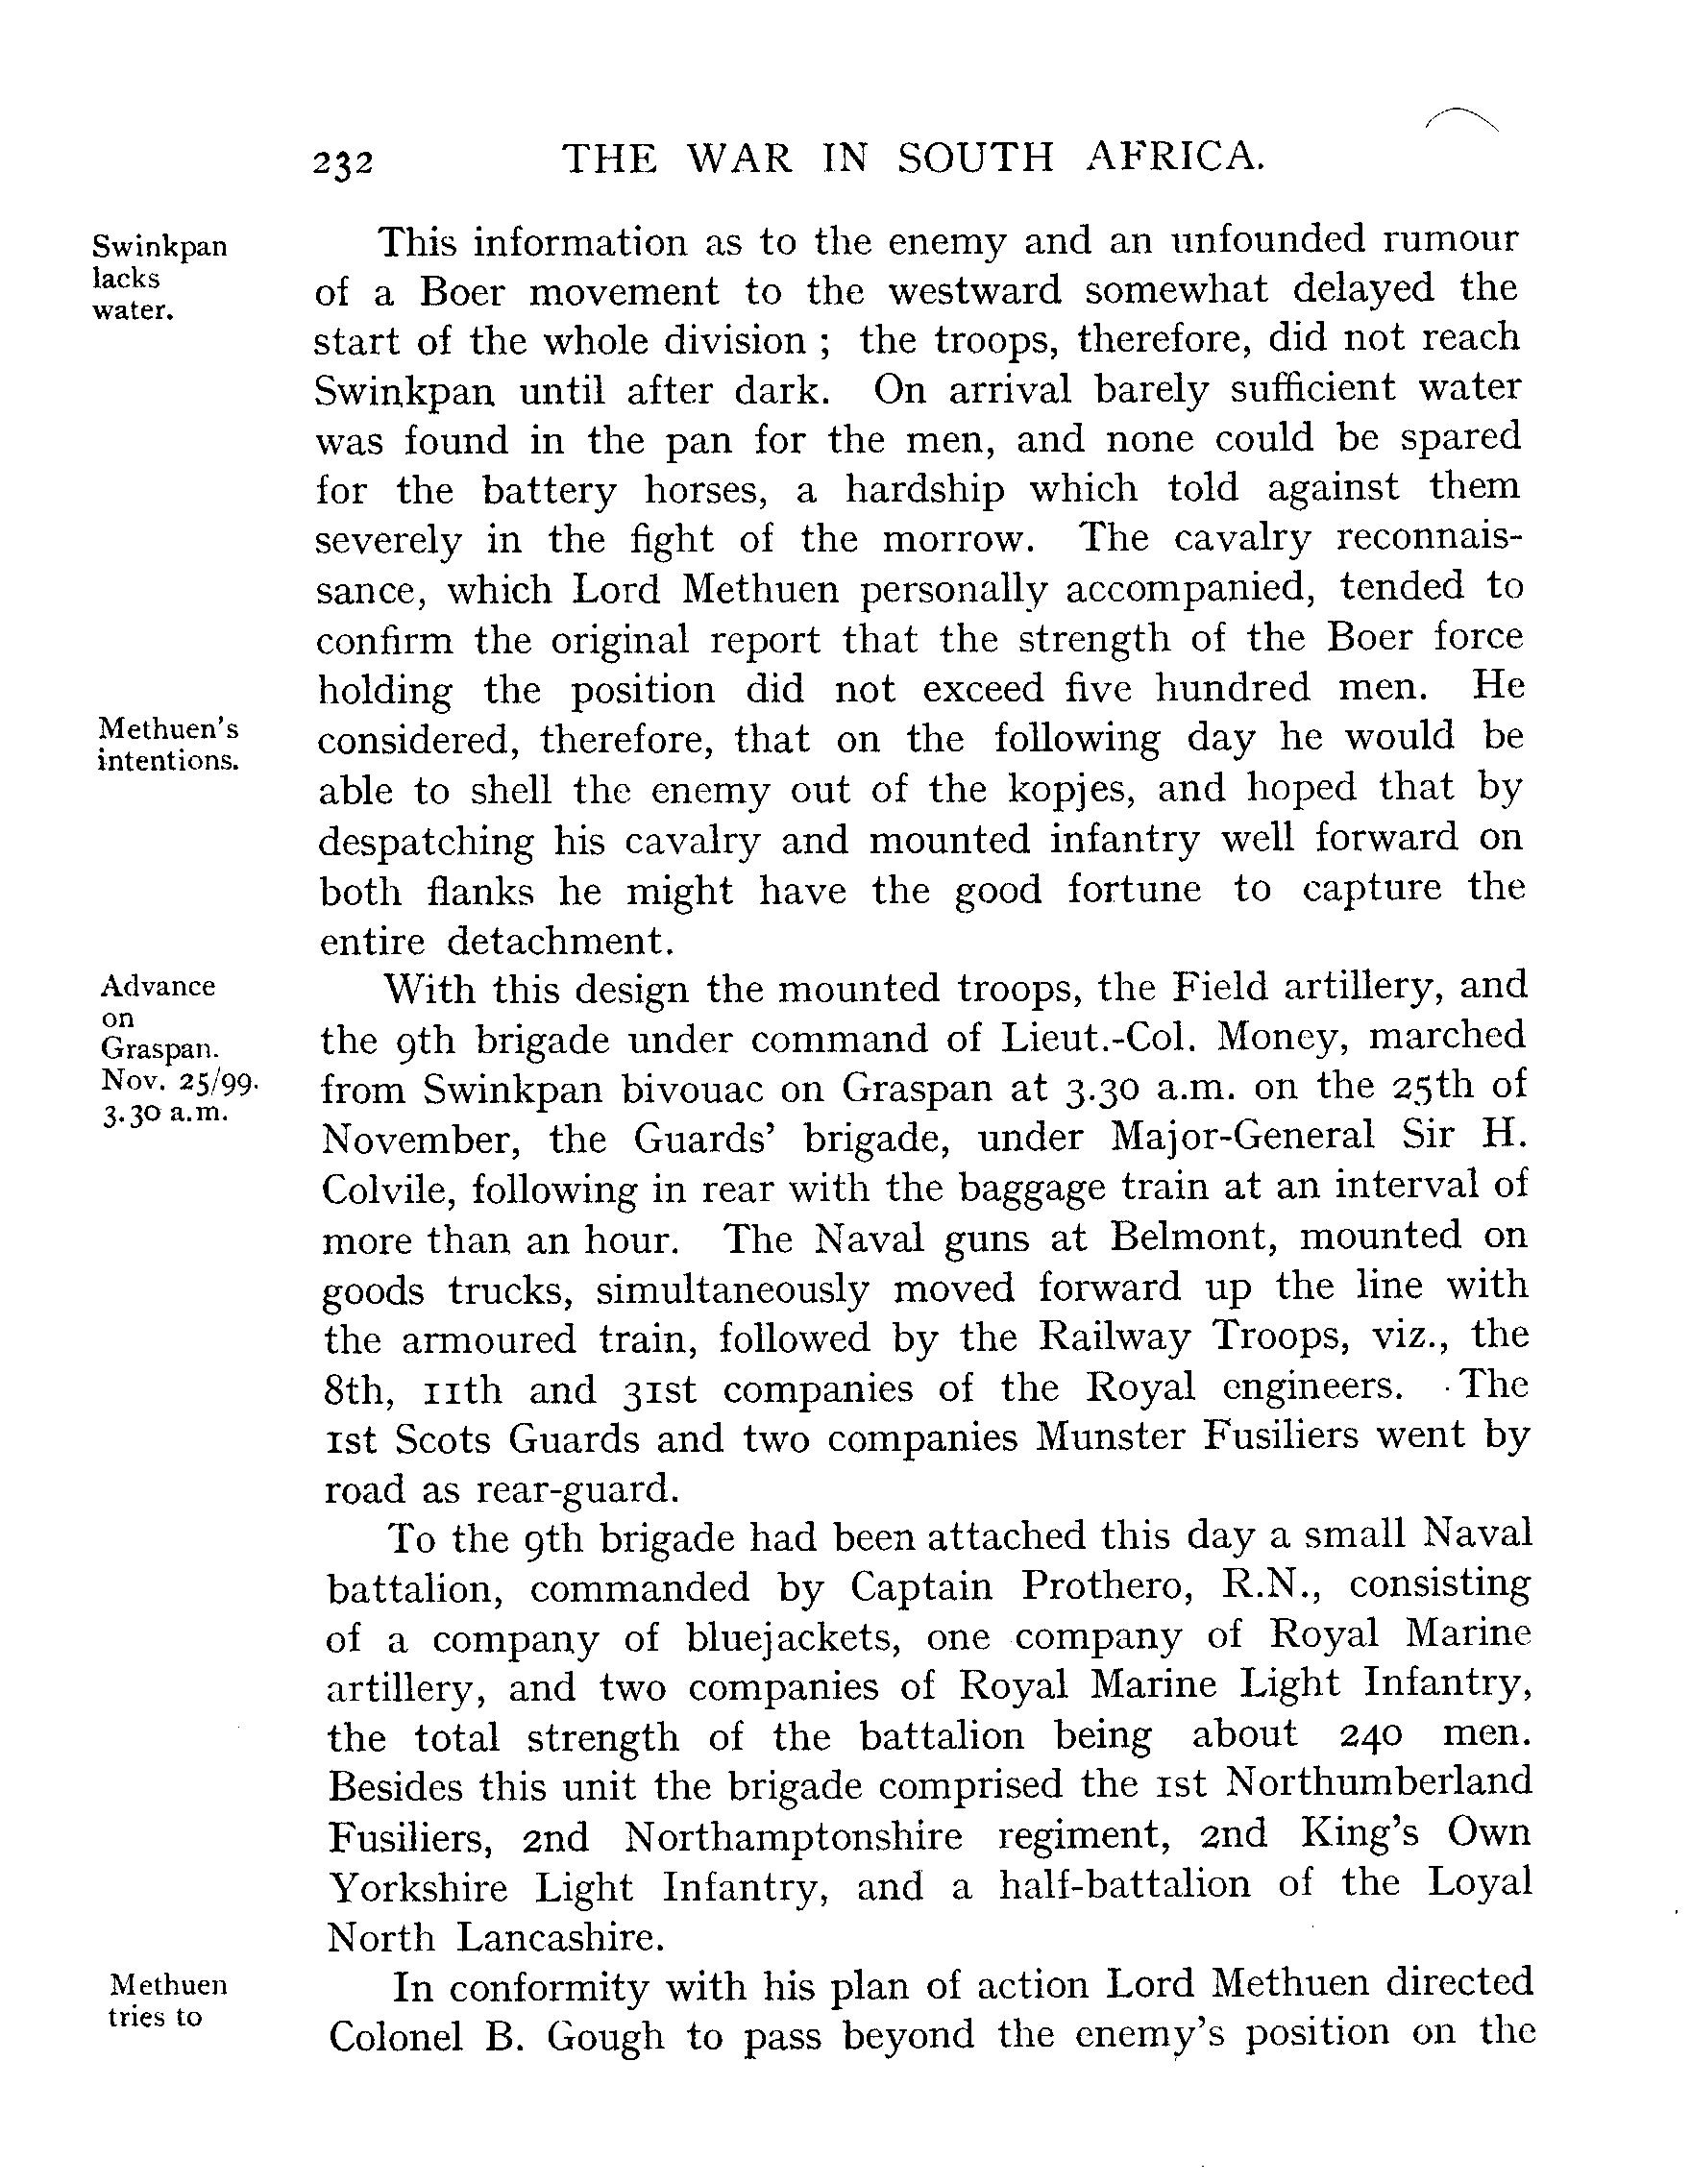 232 THE WAR IN SOUTH AFRICA.
Swinkpan
lacks
water.
This information as to the enemy and an unfounded rumour
of a Boer movement to the westward somewhat delayed the
start of the whole division ; the troops, therefore, did not reach
Swinkpan until after dark. On arrival barely sufficient water
was found in the pan for the men, and none could be spared
for the battery horses, a hardship which told against them
severely in the fight of the morrow. The cavalry reconnais-
sance, which Lord Methuen personally accompanied, tended to
confirm the original report that the strength of the Boer force
holding the position did not exceed five hundred men. He
Methuen's
intentions.
considered, therefore, that on the following day he would be
able to shell the enemy out of the kopjes, and hoped that by
despatching his cavalry and mounted infantry well forward on
both flanks he might have the good fortune to capture the
entire detachment.
Advance
on
Graspan.
Nov. 25/99.
3.30 a.m.
With this design the mounted troops, the Field artillery, and
the 9th brigade under command of Lieut.-Col. Money, marched
from Swinkpan bivouac on Graspan at 3.30 a.m. on the 25th of
November, the Guards' brigade, under Major-General Sir H.
Colvile, following in rear with the baggage train at an interval of
more than an hour. The Naval guns at Belmont, mounted on
goods trucks, simultaneously moved forward up the line with
the armoured train, followed by the Railway Troops, viz., the
8th, 11th and 31st companies of the Royal engineers. The
1st Scots Guards and two companies Munster Fusiliers went by
road as rear-guard.
To the 9th brigade had been attached this day a small Naval
battalion, commanded by Captain Prothero, R.N., consisting
of a company of bluejackets, one company of Royal Marine
artillery, and two companies of Royal Marine Light Infantry,
the total strength of the battalion being about 240 men.
Besides this unit the brigade comprised the 1st Northumberland
Fusiliers, 2nd Northamptonshire regiment, 2nd King's Own
Yorkshire Light Infantry, and a half-battalion of the Loyal
North Lancashire.
Methuen
tries to
In conformity with his plan of action Lord Methuen directed
Colonel B. Gough to pass beyond the enemy's position on the